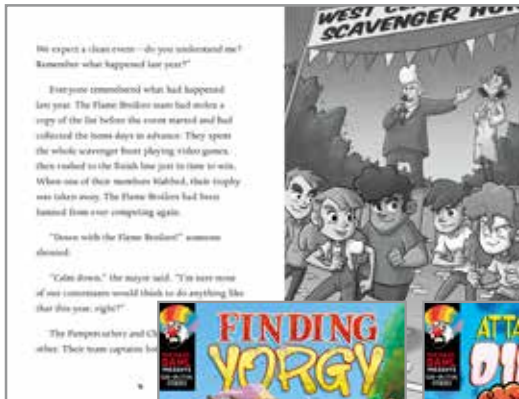 We expect a clean event—do you understand me?
Remember what happened last year?"
Everyone remembered what had happened
last year. The Flame Broilers team had stolen a
copy of the list before the event started and had
collected the items days in advance. They spent
the whole scavenger hunt playing video games,
then rushed to the finish line just in time to win.
When one of their members blabbed, their trophy
was taken away. The Flame Broilers had been
banned from ever competing again.
"Down with the Flame Broilers!" someone
shouted.
"Calm down," the mayor said. "I'm sure none
of our contestants would think to do anything like
that this year, right?"
The
other. Their team captains
WEST
SCAVENGER
FINDING
YORGY
PRESENTS